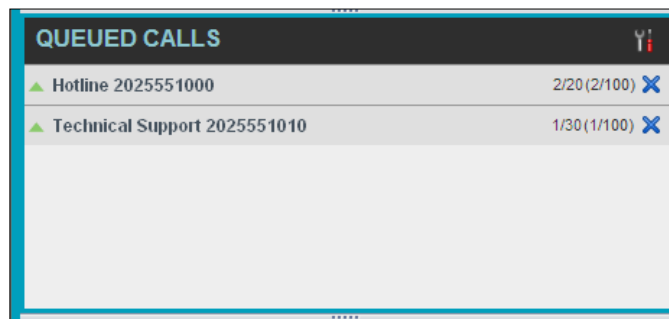 QUEUED CALLS
Hotline 2025551000 2/20(2/100)
Technical Support 2025551010 1/30(1/100)